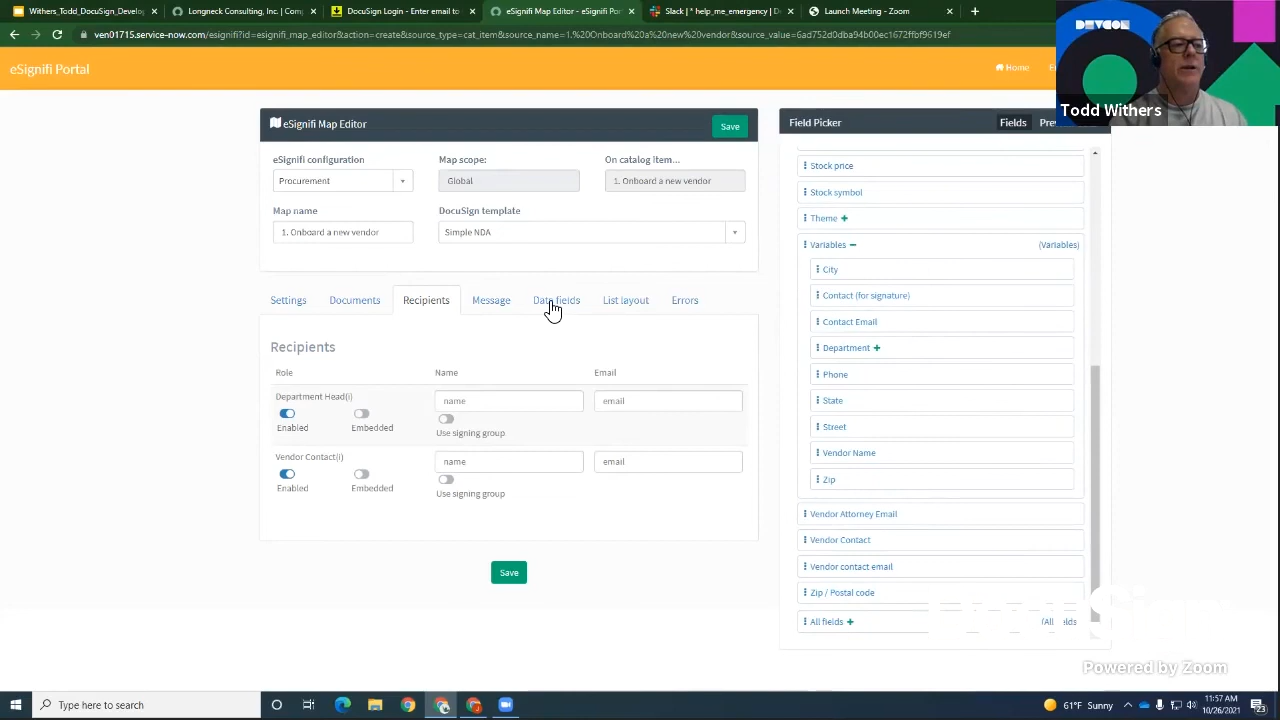 Witters_ThoddSign_Develop
Longneck Consulting, Inc. | Comp
DocuSign Login - Enter email to
eSignifi Map Editor - eSignifi Port
Slack | *help_me_emergency | D
Launch Meeting - Zoom
ven01715.service-now.com/esignifi?id=esignifi_map_editor&action=create&source_type=cat_item&source_name=1.%20Onboard%20a%20new%20vendor&source_value=6ad752d0dba94b00ec1672ffbf9619ef
eSignifi Portal
Home
DEVCON
Todd Withers
eSignifi Map Editor
Save
Field Picker
Fields
eSignifi configuration
Map scope:
On catalog item...
Procurement
Global
1. Onboard a new vendor
Map name
DocuSign template
1. Onboard a new vendor
Simple NDA
Settings
Documents
Recipients
Message
Data fields
List layout
Errors
Recipients
Role
Name
Email
Department Head(i)
name
email
Enabled
Embedded
Use signing group
Vendor Contact(i)
name
email
Enabled
Embedded
Use signing group
Save
Stock price
Stock symbol
Theme +
Variables −
(Variables)
City
Contact (for signature)
Contact Email
Department +
Phone
State
Street
Vendor Name
Zip
Vendor Attorney Email
Vendor Contact
Vendor contact email
Zip / Postal code
All fields +
Powered by Zoom
Type here to search
61°F Sunny
11:57 AM
10/26/2021
23